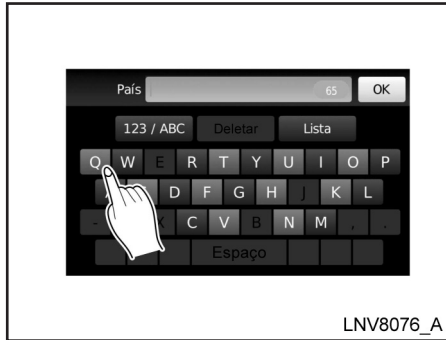 País 65 OK
123 / ABC Deletar Lista
Q W E R T Y U I O P
D F G H J K L
- X C V B N M , .
Espaço
LNV8076_A